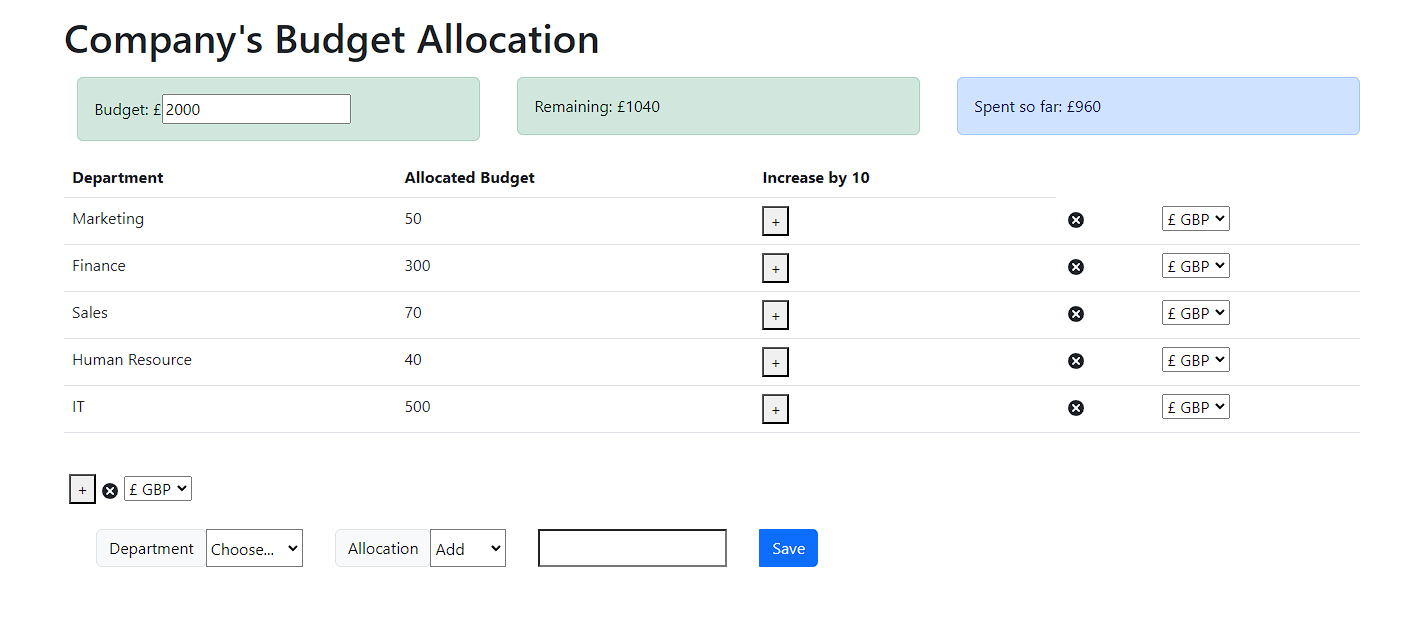 Company's Budget Allocation
Budget: £ 2000
Remaining: £1040
Spent so far: £960
Department Allocated Budget Increase by 10
Marketing 50 + £ GBP
Finance 300 + £ GBP
Sales 70 + £ GBP
Human Resource 40 + £ GBP
IT 500 + £ GBP
+ £ GBP
Department Choose... Allocation Add Save